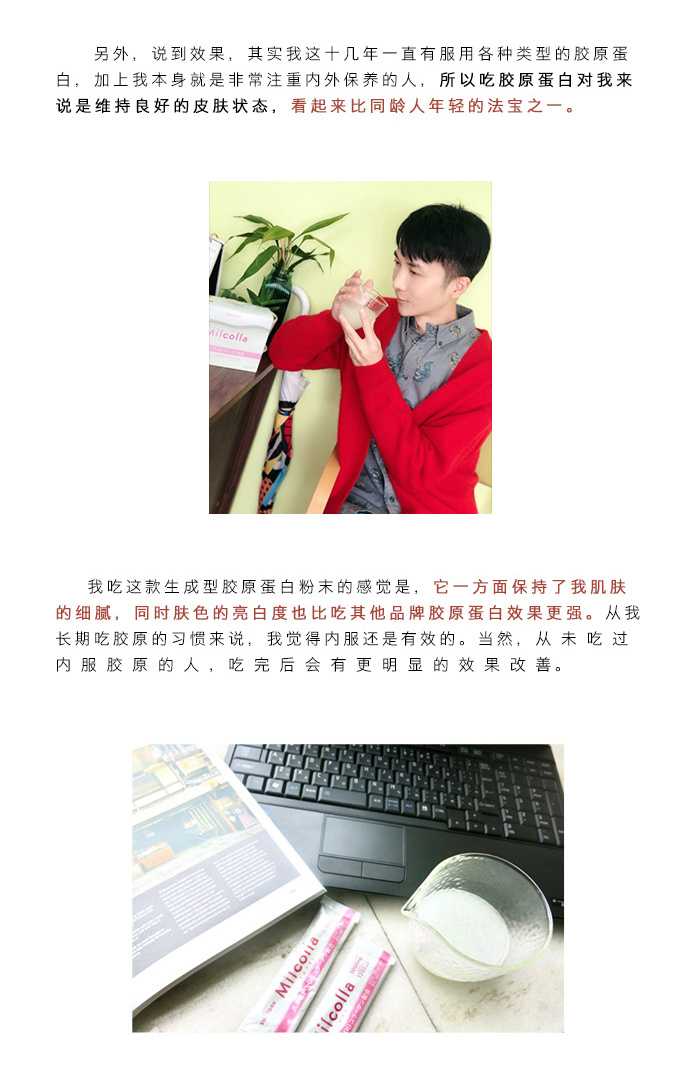 另外，说到效果，其实我这十几年一直有服用各种类型的胶原蛋
白，加上我本身就是非常注重内外保养的人，所以吃胶原蛋白对我来
说是维持良好的皮肤状态，看起来比同龄人年轻的法宝之一。
Milcolla
我吃这款生成型胶原蛋白粉末的感觉是，它一方面保持了我肌肤
的细腻，同时肤色的亮白度也比吃其他品牌胶原蛋白效果更强。从我
长期吃胶原的习惯来说，我觉得内服还是有效的。当然，从未吃过
内服胶原的人，吃完后会有更明显的效果改善。
Milcolla
Milcolla